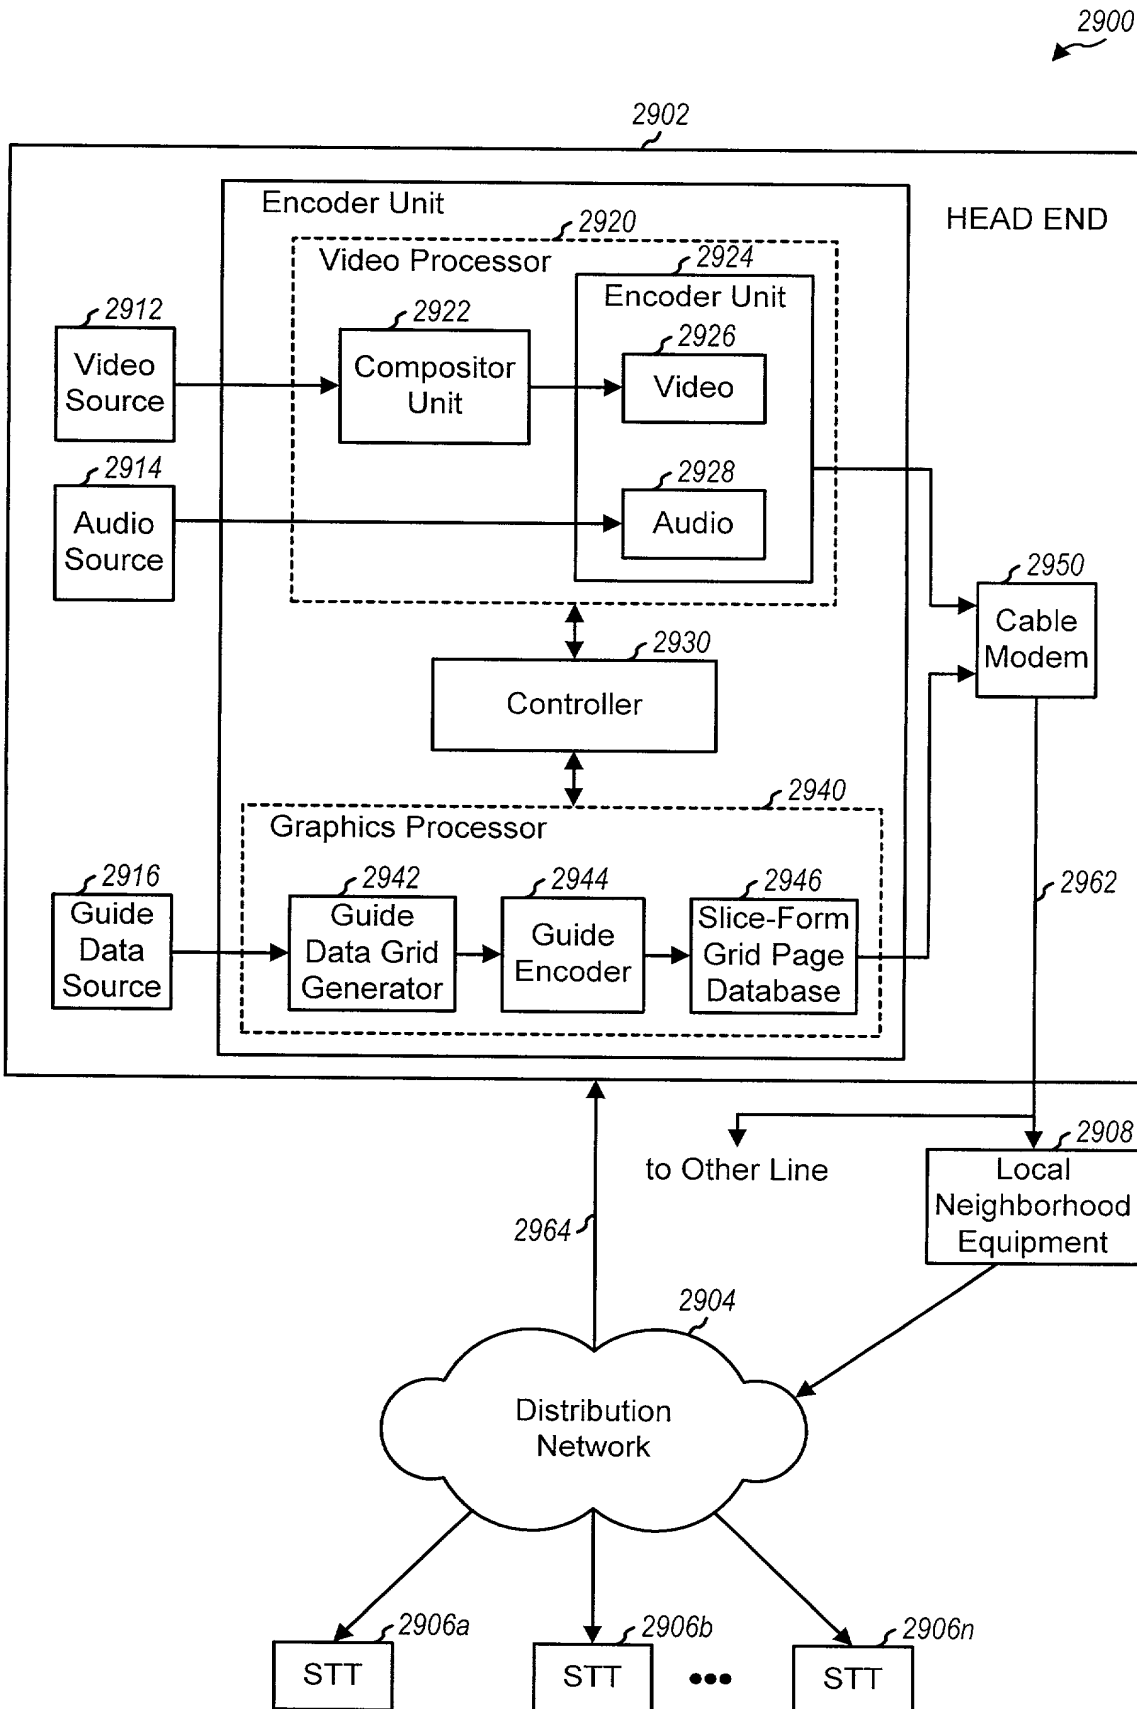 2900
2902
Encoder Unit
HEAD END
2920
Video Processor
2924
Encoder Unit
2912
Video
Source
2922
Compositor
Unit
2926
Video
2914
Audio
Source
2928
Audio
2950
Cable
Modem
2930
Controller
2940
Graphics Processor
2916
Guide
Data
Source
2942
Guide
Data Grid
Generator
2944
Guide
Encoder
2946
Slice-Form
Grid Page
Database
2962
to Other Line
2908
Local
Neighborhood
Equipment
2964
2904
Distribution
Network
2906a
STT
2906b
STT
•••
2906n
STT